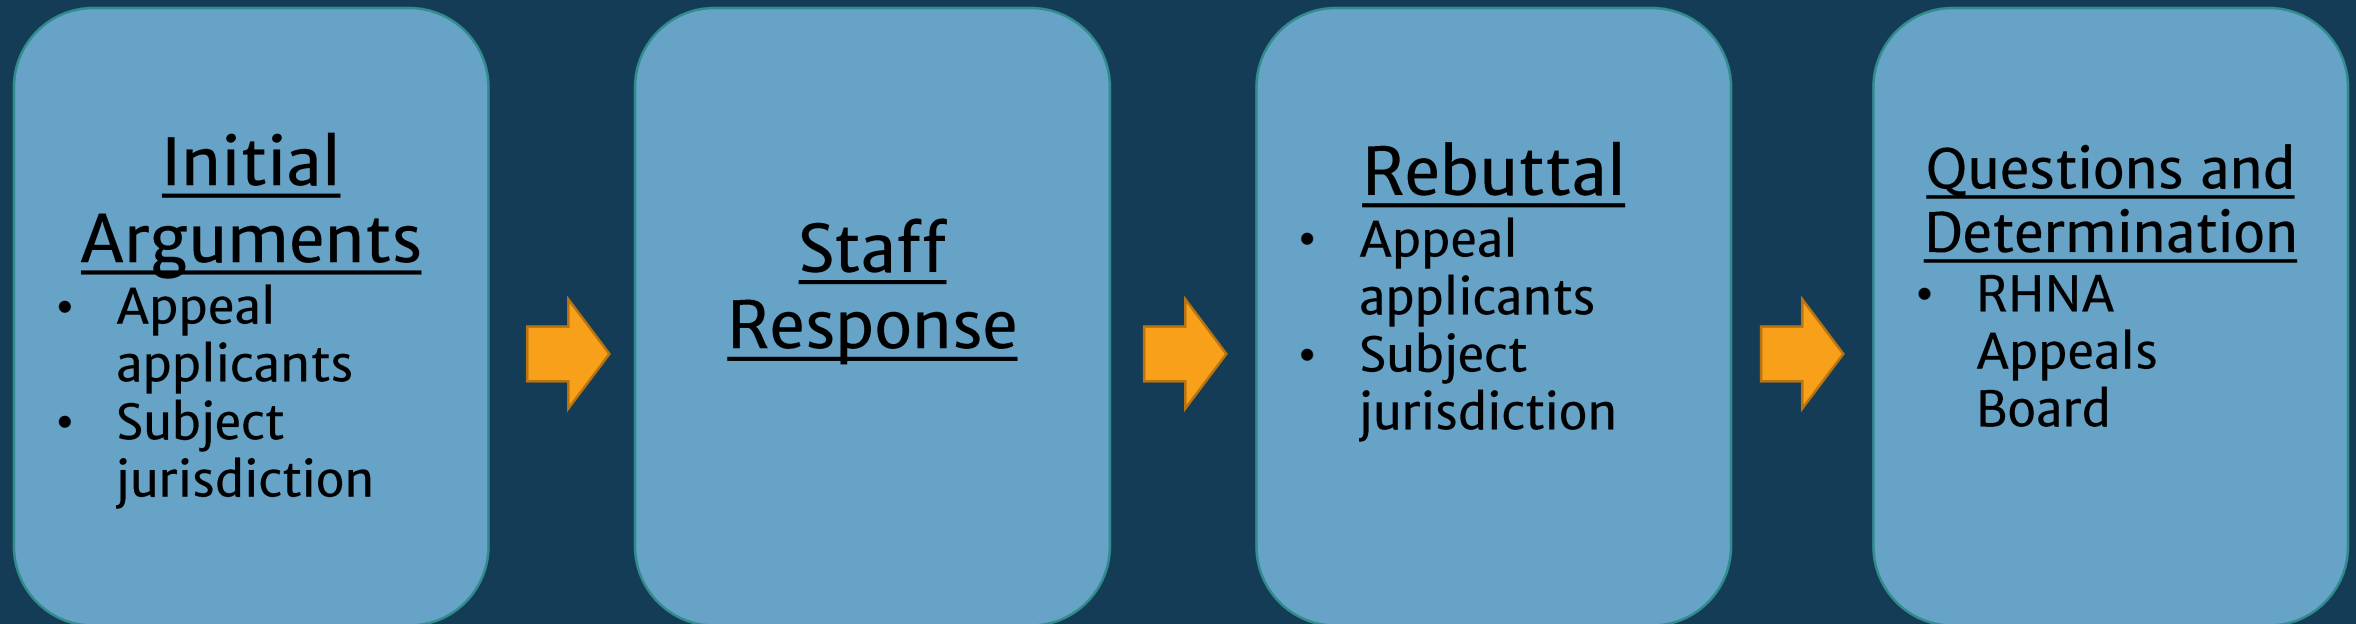 Initial
Arguments
• Appeal
applicants
• Subject
jurisdiction
Staff
Response
Rebuttal
• Appeal
applicants
• Subject
jurisdiction
Questions and
Determination
• RHNA
Appeals
Board